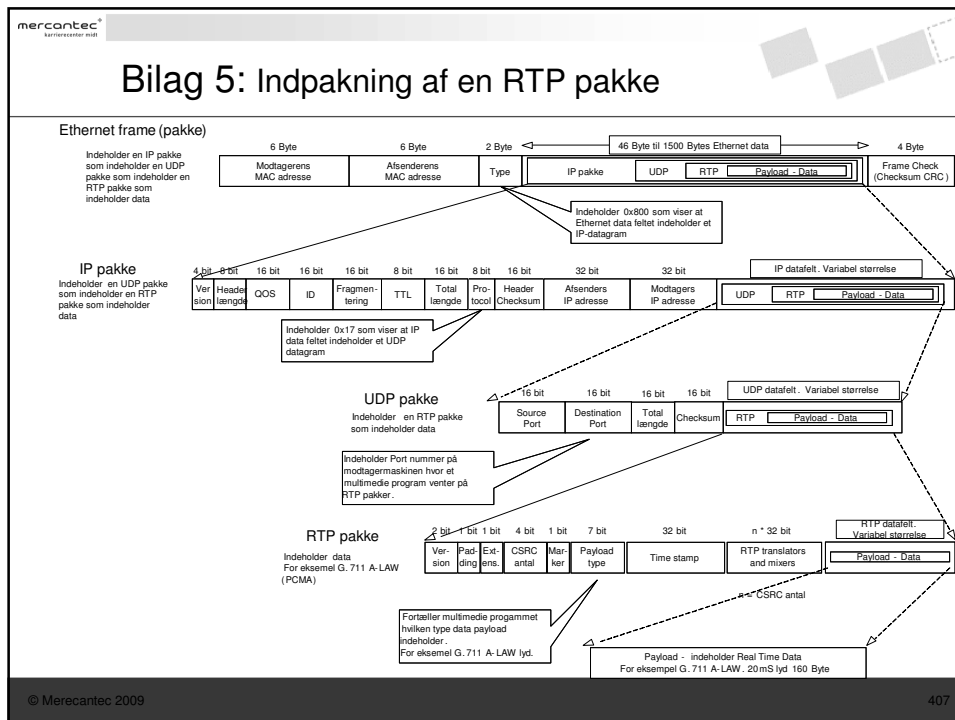 mercantec+
karrierecenter midt
Bilag 5: Indpakning af en RTP pakke
Ethernet frame (pakke)
Indeholder en IP pakke
som indeholder en UDP
pakke som indeholder en
RTP pakke som
indeholder data
6 Byte
6 Byte
2 Byte
46 Byte til 1500 Bytes Ethernet data
4 Byte
Modtagerens
MAC adresse
Afsenderens
MAC adresse
Type
IP pakke
UDP
RTP
Payload - Data
Frame Check
(Checksum CRC )
Indeholder 0x800 som viser at
Ethernet data feltet indeholder et
IP-datagram
IP pakke
Indeholder en UDP pakke
som indeholder en RTP
pakke som indeholder
data
4 bit
8 bit
16 bit
16 bit
16 bit
8 bit
16 bit
8 bit
16 bit
32 bit
32 bit
IP datafelt. Variabel størrelse
Ver
sion
Header
længde
QOS
ID
Fragmen-
tering
TTL
Total
længde
Pro-
tocol
Header
Checksum
Afsenders
IP adresse
Modtagers
IP adresse
UDP
RTP
Payload - Data
Indeholder 0x17 som viser at IP
data feltet indeholder et UDP
datagram
UDP pakke
Indeholder en RTP pakke
som indeholder data
16 bit
16 bit
16 bit
16 bit
UDP datafelt. Variabel størrelse
Source
Port
Destination
Port
Total
længde
Checksum
RTP
Payload - Data
Indeholder Port nummer på
modtagermaskinen hvor et
multimedie program venter på
RTP pakker.
RTP pakke
Indeholder data
For eksemel G. 711 A-LAW
(PCMA)
2 bit
1 bit
1 bit
4 bit
1 bit
7 bit
32 bit
n * 32 bit
RTP datafelt.
Variabel størrelse
Ver-
sion
Pad-
ding
Ext-
ens.
CSRC
antal
Mar-
ker
Payload
type
Time stamp
RTP translators
and mixers
Payload - Data
n = CSRC antal
Fortæller multimedie progammet
hvilken type data payload
indeholder.
For eksemel G. 711 A-LAW lyd.
Payload - indeholder Real Time Data
For eksempel G. 711 A-LAW. 20mS lyd 160 Byte
© Merecantec 2009
407